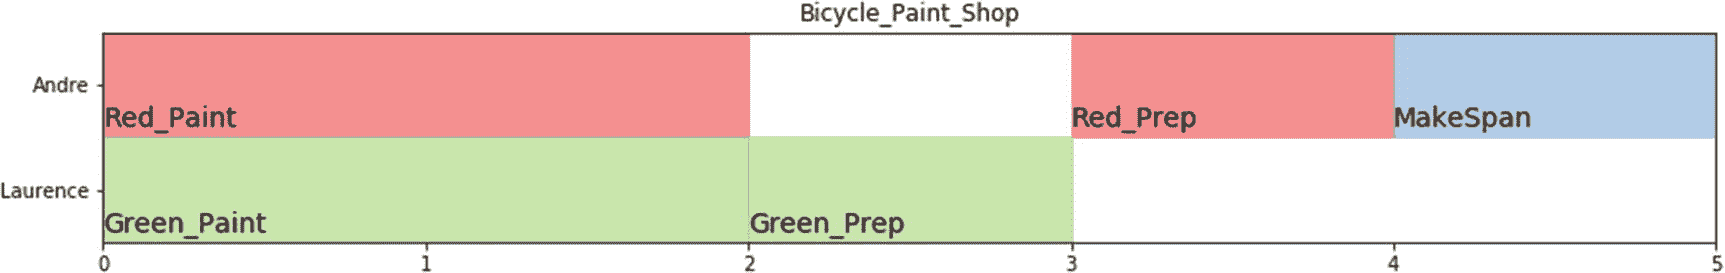 Bicycle_Paint_Shop
Andre
Red_Paint
Red_Prep
MakeSpan
Laurence
Green_Paint
Green_Prep
0 1 2 3 4 5